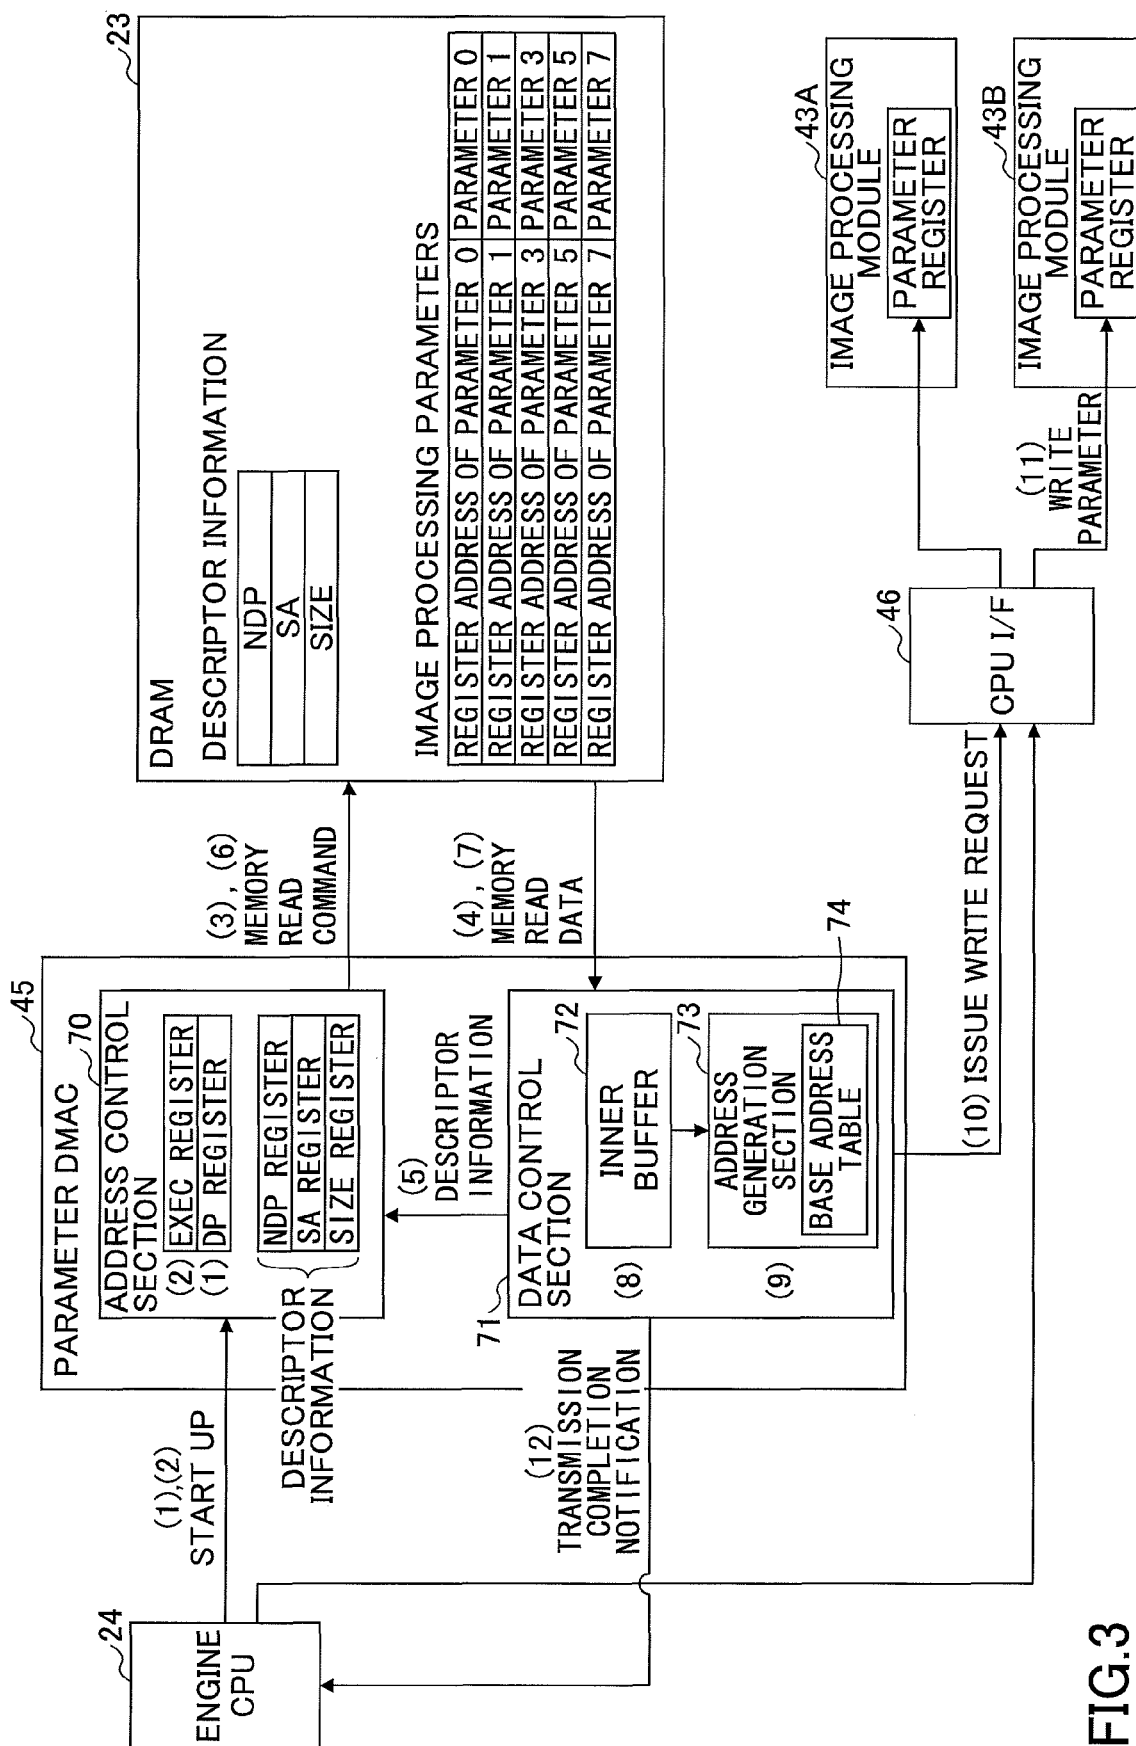 23
DRAM
DESCRIPTOR INFORMATION
NDP
SA
SIZE
IMAGE PROCESSING PARAMETERS
REGISTER ADDRESS OF PARAMETER 0 PARAMETER 0
REGISTER ADDRESS OF PARAMETER 1 PARAMETER 1
REGISTER ADDRESS OF PARAMETER 3 PARAMETER 3
REGISTER ADDRESS OF PARAMETER 5 PARAMETER 5
REGISTER ADDRESS OF PARAMETER 7 PARAMETER 7
43A
IMAGE PROCESSING
MODULE
PARAMETER
REGISTER
43B
IMAGE PROCESSING
MODULE
PARAMETER
REGISTER
(11)
WRITE
PARAMETER
46
CPU I/F
(3), (6)
MEMORY
READ
COMMAND
(4), (7)
MEMORY
READ
DATA
45
PARAMETER DMAC
70
ADDRESS CONTROL
SECTION
(2) EXEC REGISTER
(1) DP REGISTER
NDP REGISTER
SA REGISTER
SIZE REGISTER
DESCRIPTOR
INFORMATION
(5)
DESCRIPTOR
INFORMATION
71
DATA CONTROL
SECTION
72
INNER
BUFFER
(8)
73
ADDRESS
GENERATION
SECTION
(9)
74
BASE ADDRESS
TABLE
(10) ISSUE WRITE REQUEST
(1),(2)
START UP
(12)
TRANSMISSION
COMPLETION
NOTIFICATION
24
ENGINE
CPU
FIG.3